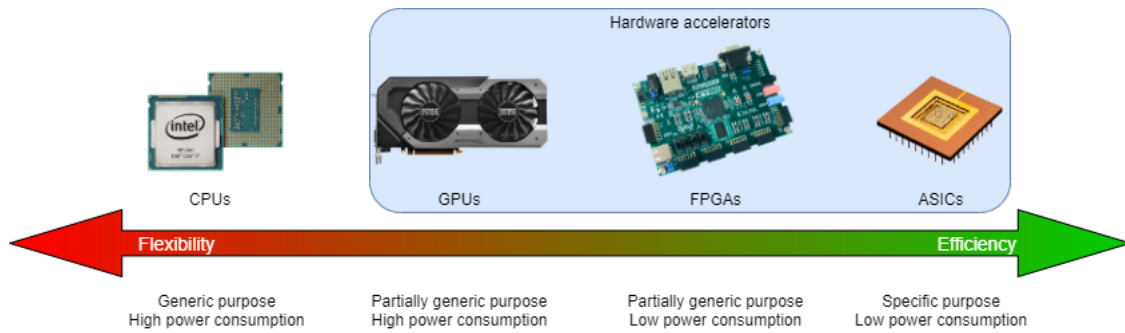 Hardware accelerators
intel
CPUs
GPUs
FPGAs
ASICs
Flexibility
Efficiency
Generic purpose
High power consumption
Partially generic purpose
High power consumption
Partially generic purpose
Low power consumption
Specific purpose
Low power consumption